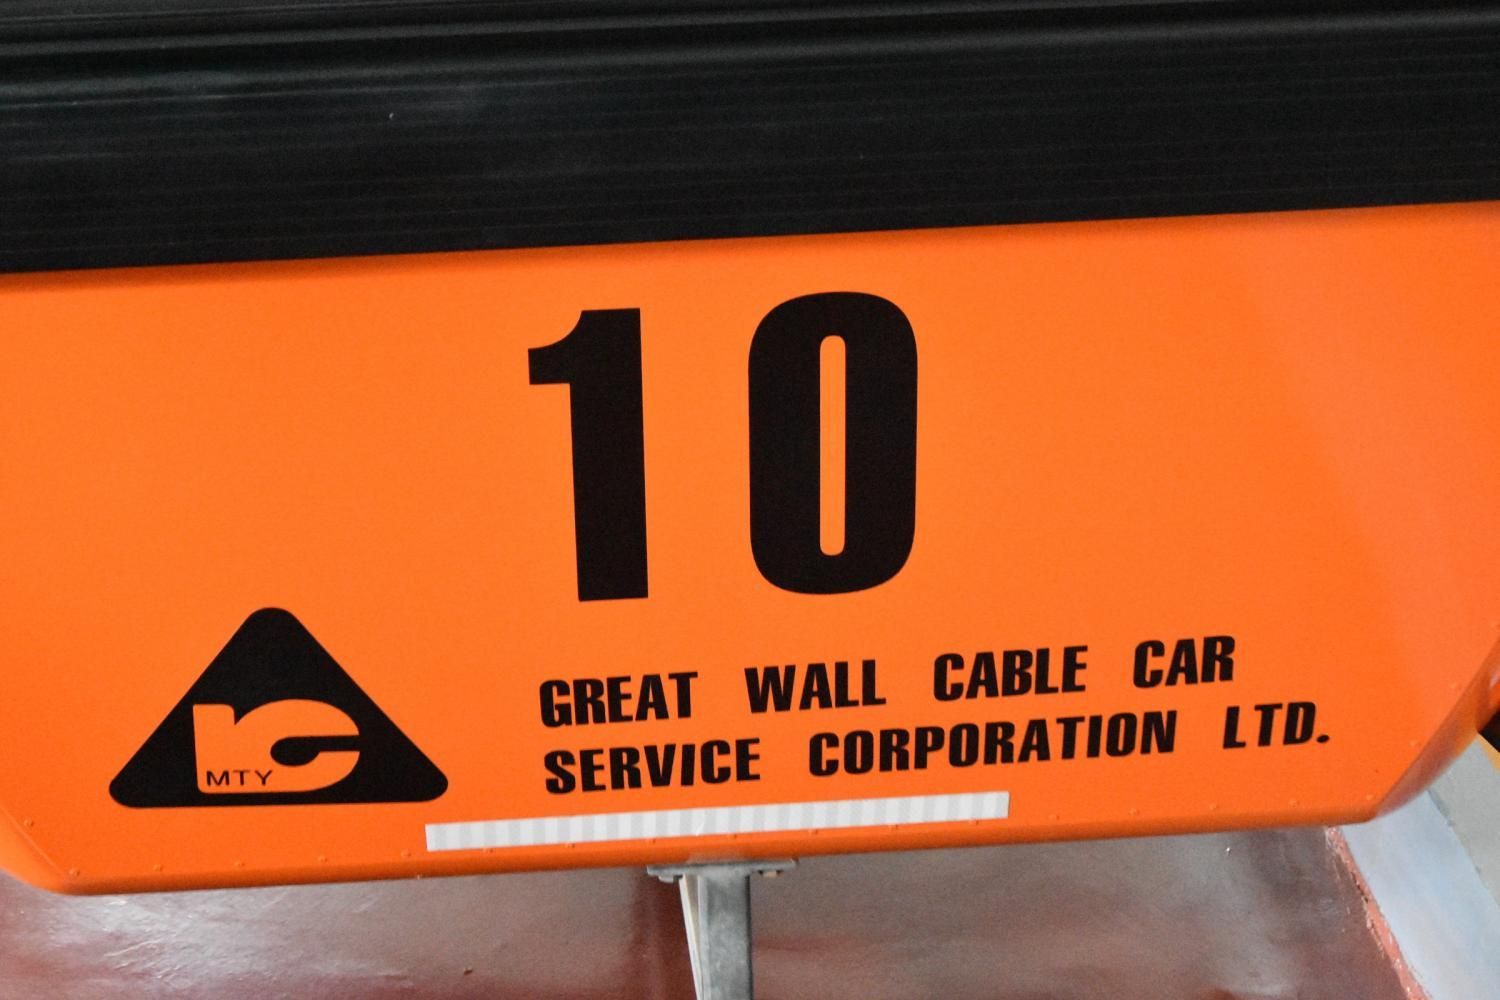 10
GREAT WALL CABLE CAR
SERVICE CORPORATION LTD.
MTY